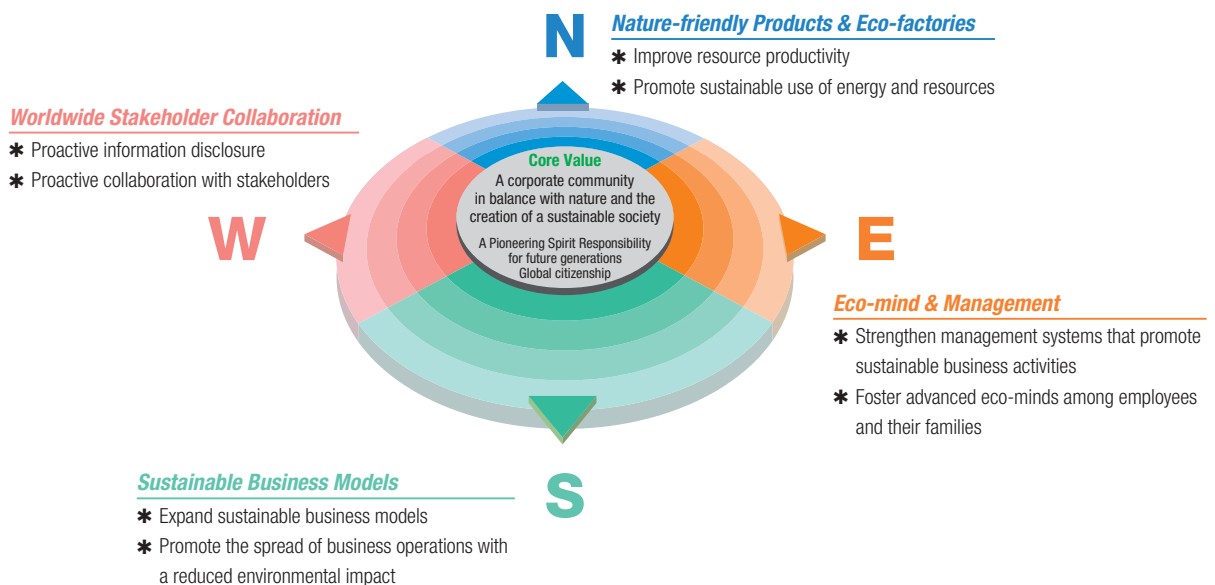 N
Nature-friendly Products & Eco-factories
✱ Improve resource productivity
✱ Promote sustainable use of energy and resources
Worldwide Stakeholder Collaboration
✱ Proactive information disclosure
✱ Proactive collaboration with stakeholders
W
Core Value
A corporate community
in balance with nature and the
creation of a sustainable society
A Pioneering Spirit Responsibility
for future generations
Global citizenship
E
Eco-mind & Management
✱ Strengthen management systems that promote
sustainable business activities
✱ Foster advanced eco-minds among employees
and their families
S
Sustainable Business Models
✱ Expand sustainable business models
✱ Promote the spread of business operations with
a reduced environmental impact